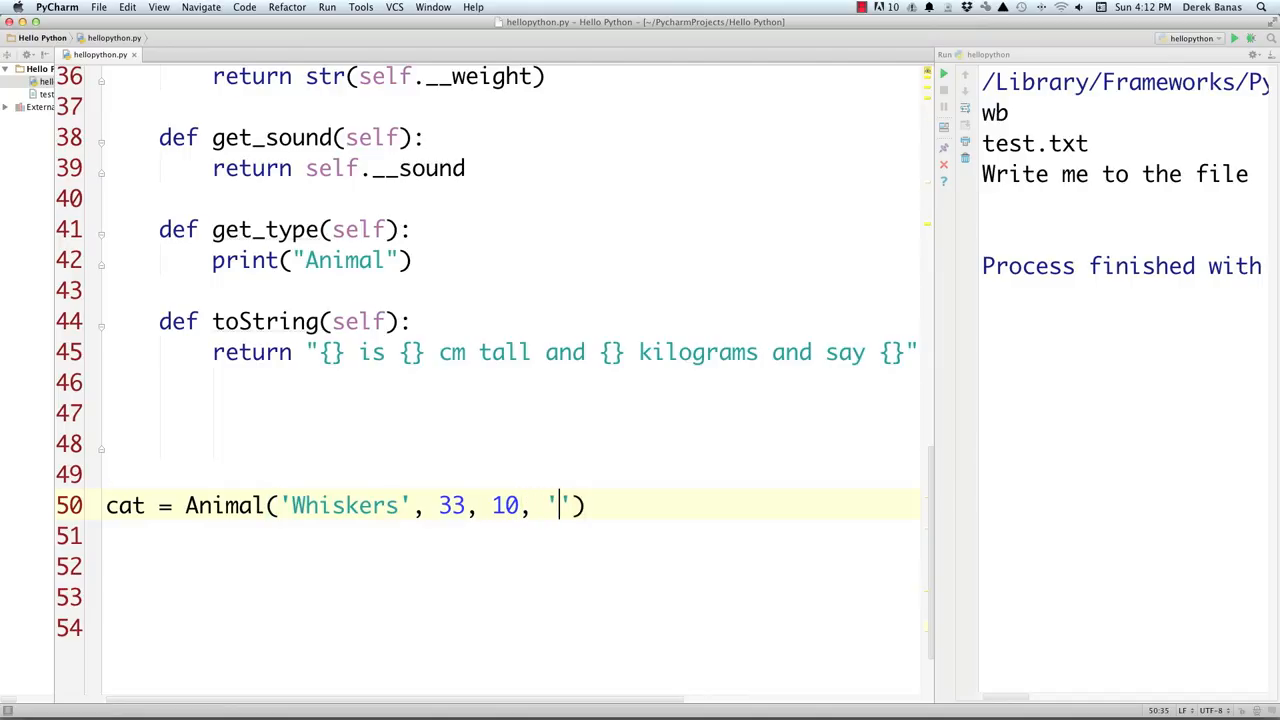 PyCharm File Edit View Navigate Code Refactor Run Tools VCS Window Help 10 Sun 4:12 PM Derek Banas
hellopython.py – Hello Python – [~/PycharmProjects/Hello Python]
Hello Python hellopython.py hellopython
hellopython.py Run hellopython
Hello P
hell
test
Externa
36 return str(self.__weight)
37
38 def get_sound(self):
39 return self.__sound
40
41 def get_type(self):
42 print("Animal")
43
44 def toString(self):
45 return "{} is {} cm tall and {} kilograms and say {}"
46
47
48
49
50 cat = Animal('Whiskers', 33, 10, '')
51
52
53
54
/Library/Frameworks/Py
wb
test.txt
Write me to the file
Process finished with
50:35 LF UTF-8